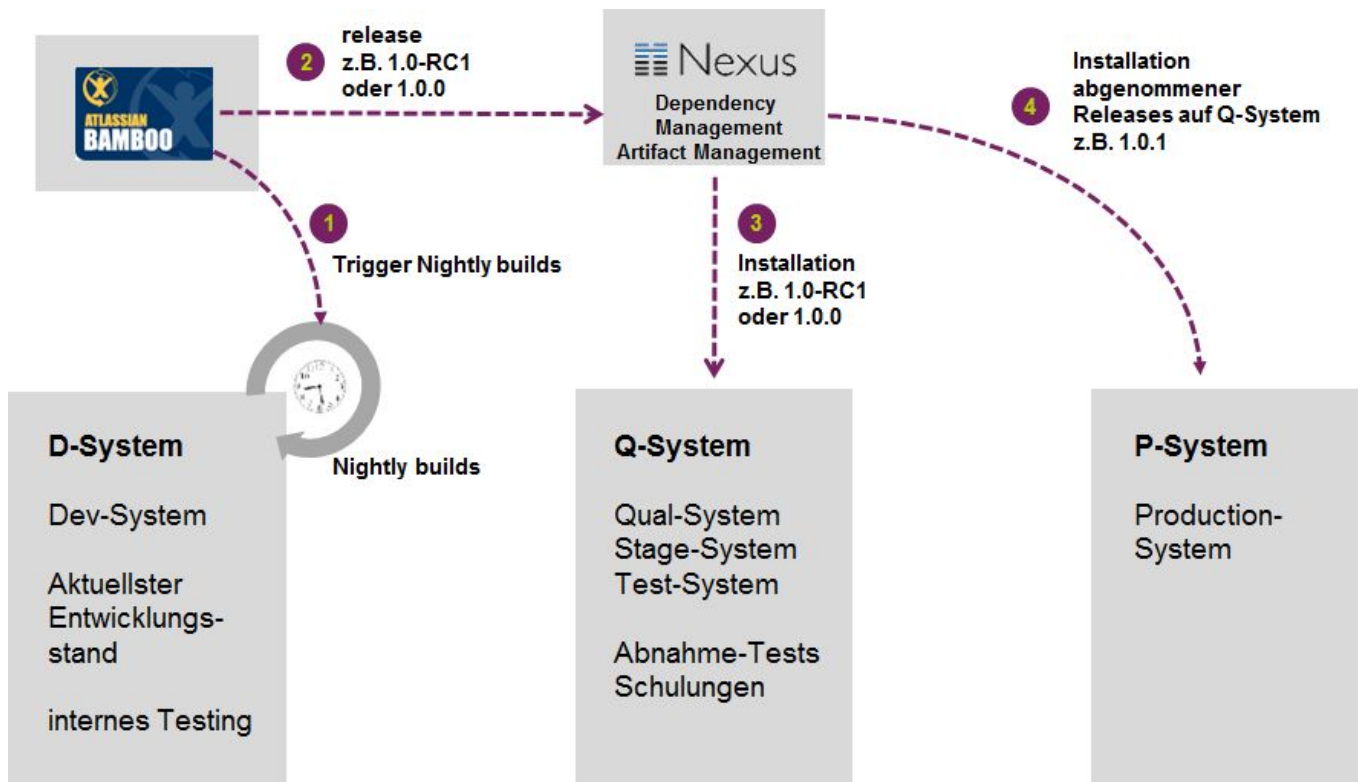 ATLASSIAN
BAMBOO
2
release
z.B. 1.0-RC1
oder 1.0.0
Nexus
Dependency
Management
Artifact Management
4
Installation
abgenommener
Releases auf Q-System
z.B. 1.0.1
1
Trigger Nightly builds
3
Installation
z.B. 1.0-RC1
oder 1.0.0
Nightly builds
D-System
Dev-System
Aktuellster
Entwicklungs-
stand
internes Testing
Q-System
Qual-System
Stage-System
Test-System
Abnahme-Tests
Schulungen
P-System
Production-
System